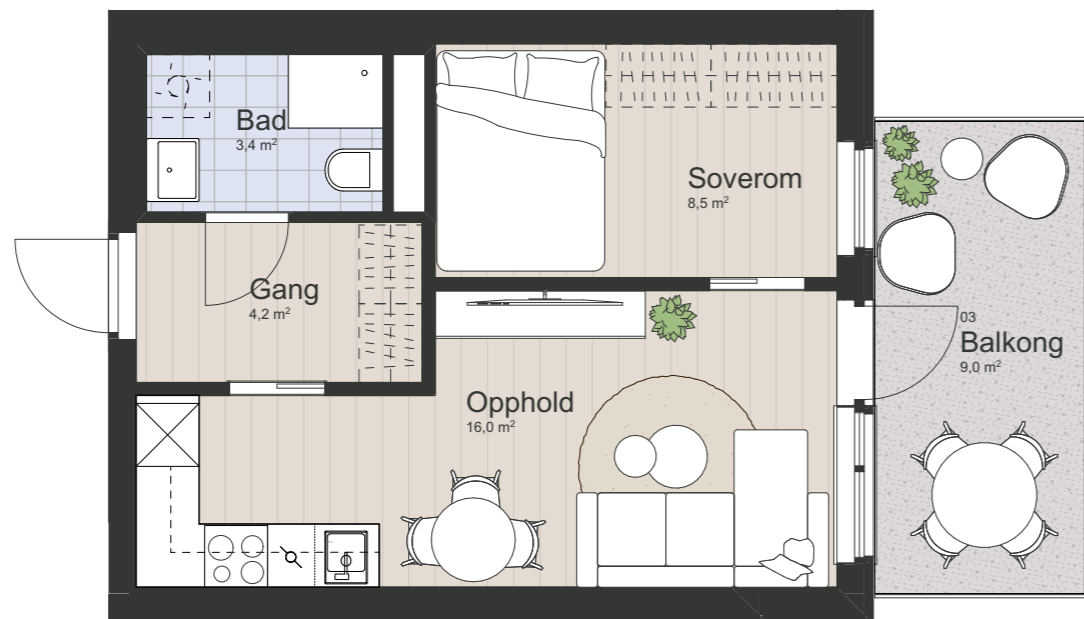 Bad
3,4 m²
Soverom
8,5 m²
Gang
4,2 m²
03
Balkong
9,0 m²
Opphold
16,0 m²